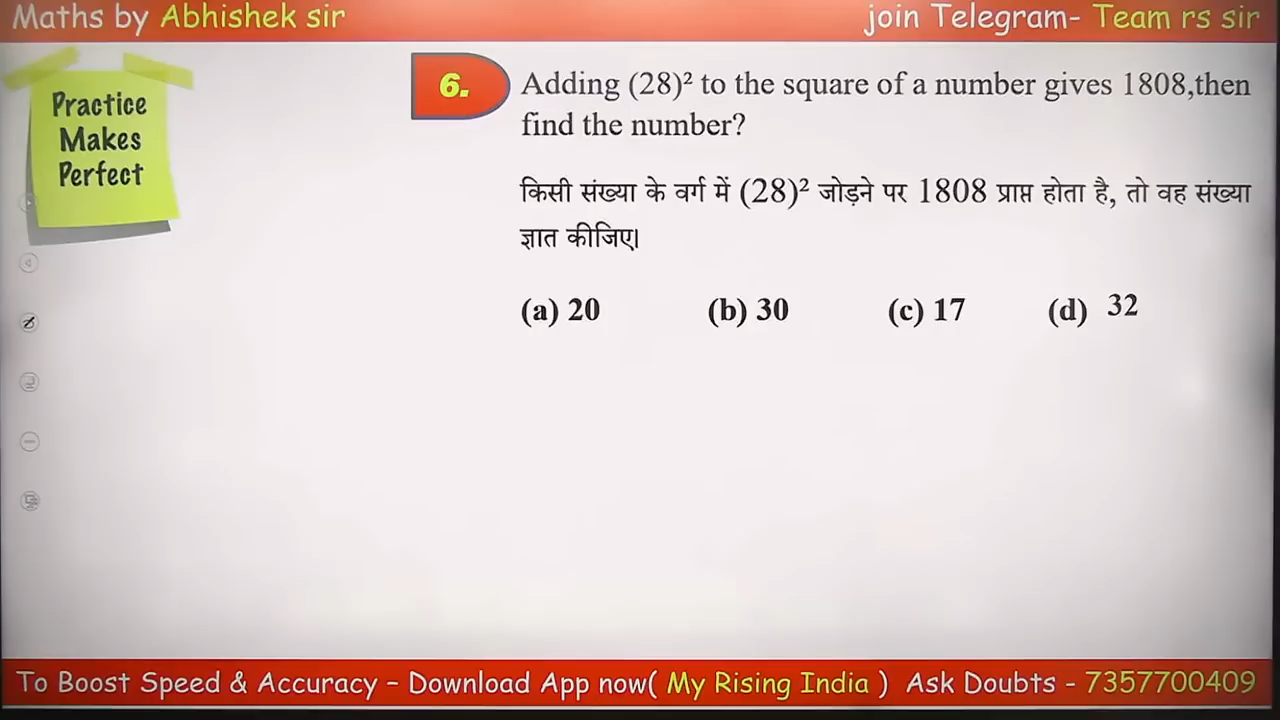 Maths by Abhishek sir
join Telegram- Team rs sir
Practice
Makes
Perfect
6.
Adding (28)² to the square of a number gives 1808,then
find the number?
किसी संख्या के वर्ग में (28)² जोड़ने पर 1808 प्राप्त होता है, तो वह संख्या
ज्ञात कीजिए।
(a) 20 (b) 30 (c) 17 (d) 32
To Boost Speed & Accuracy – Download App now( My Rising India ) Ask Doubts - 7357700409